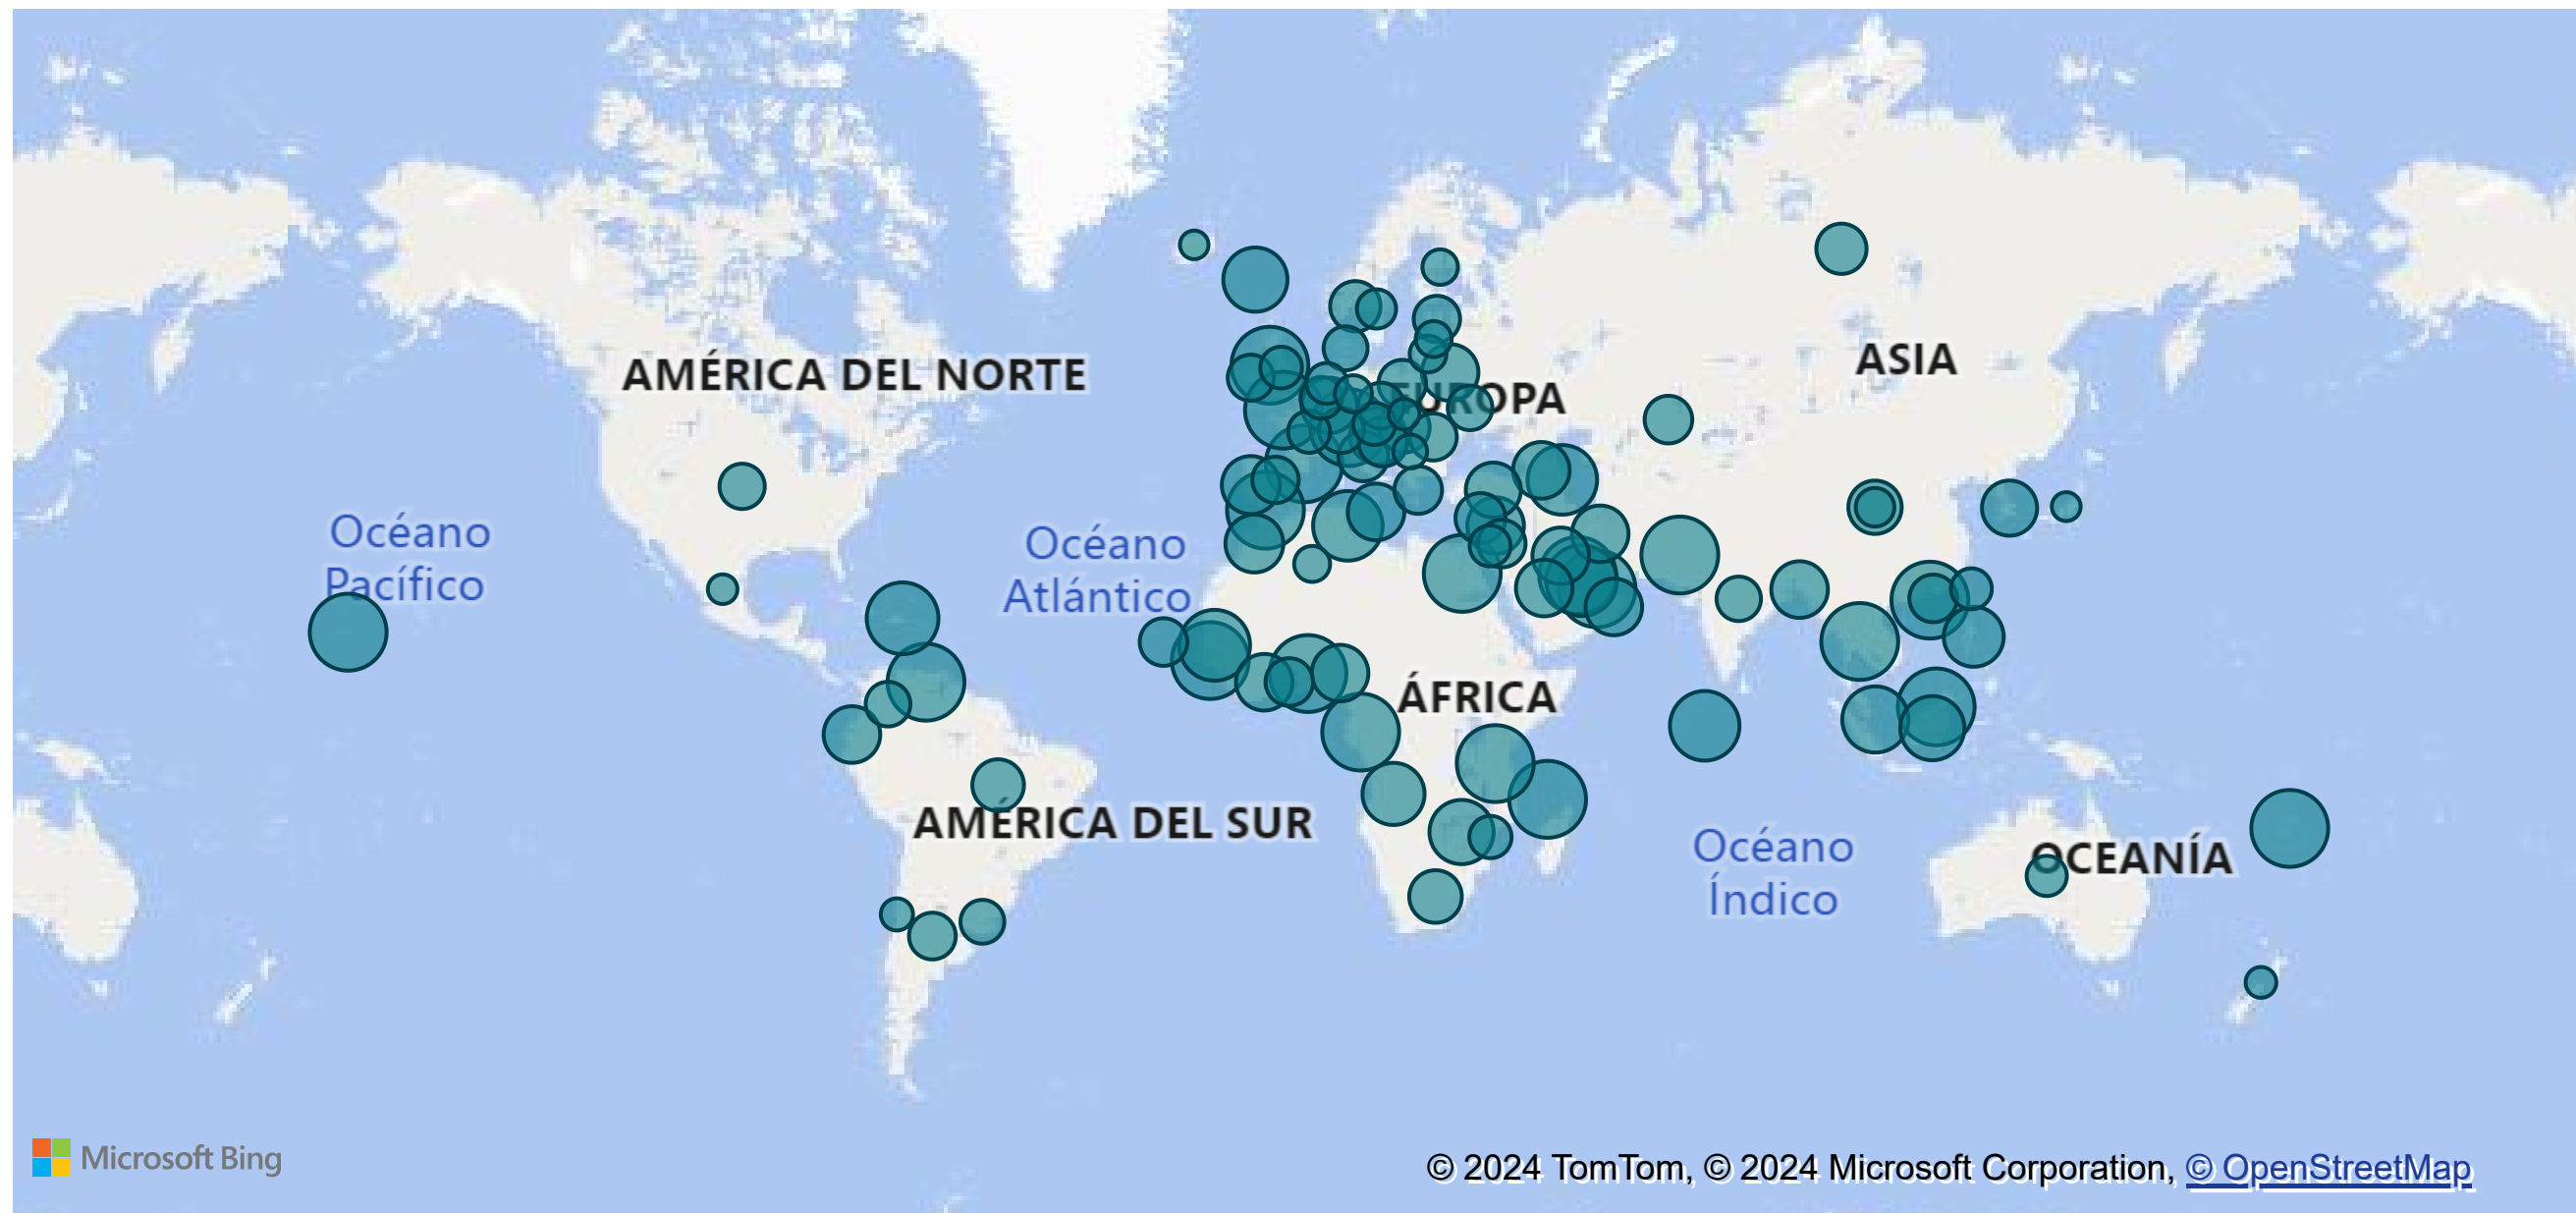 AMÉRICA DEL NORTE
EUROPA
ASIA
Océano
Pacífico
Océano
Atlántico
ÁFRICA
AMÉRICA DEL SUR
Océano
Índico
OCEANÍA
Microsoft Bing
© 2024 TomTom, © 2024 Microsoft Corporation, © OpenStreetMap